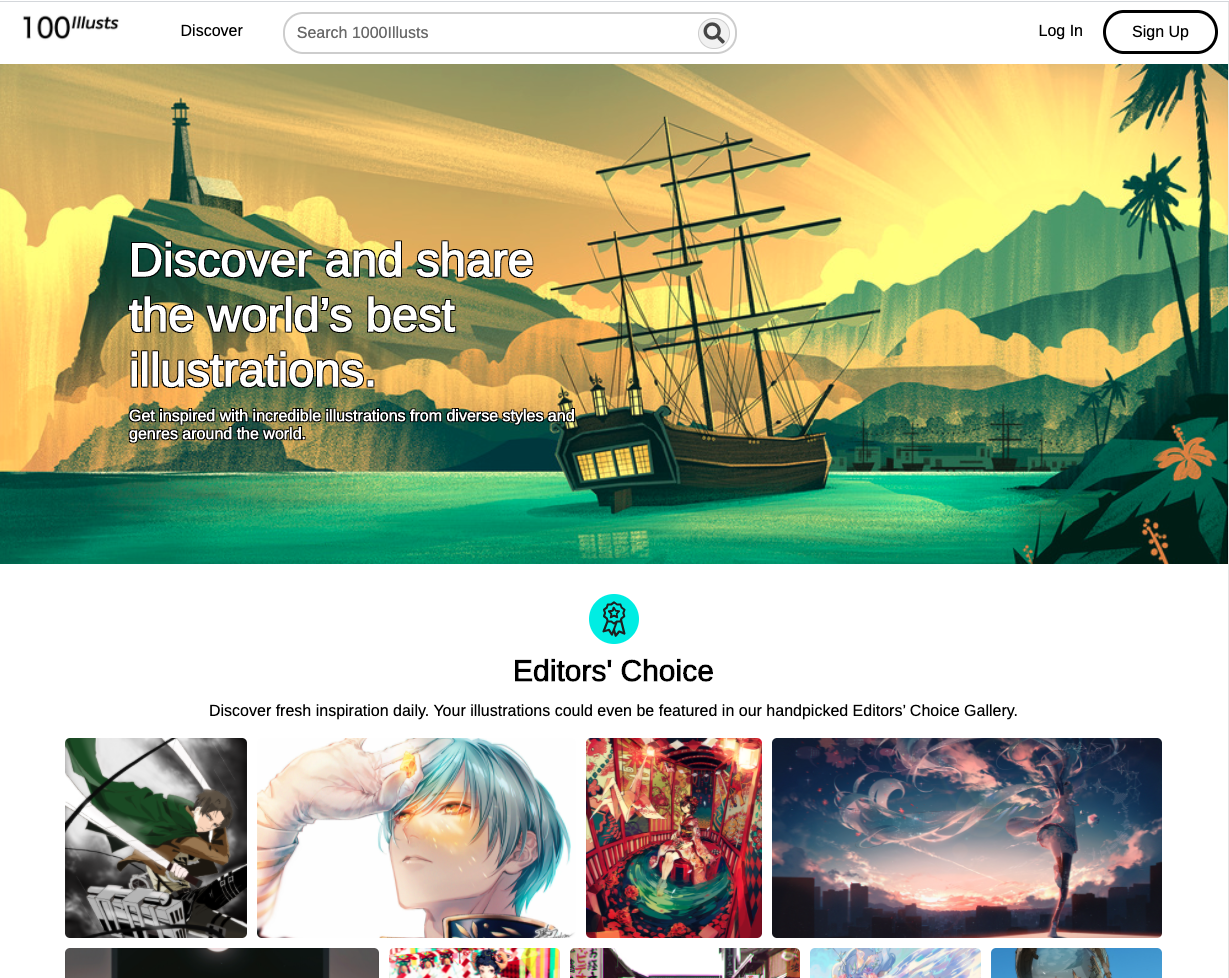 100Illusts
Discover
Search 1000Illusts
Log In
Sign Up
Discover and share
the world’s best
illustrations.
Get inspired with incredible illustrations from diverse styles and
genres around the world.
Editors' Choice
Discover fresh inspiration daily. Your illustrations could even be featured in our handpicked Editors’ Choice Gallery.